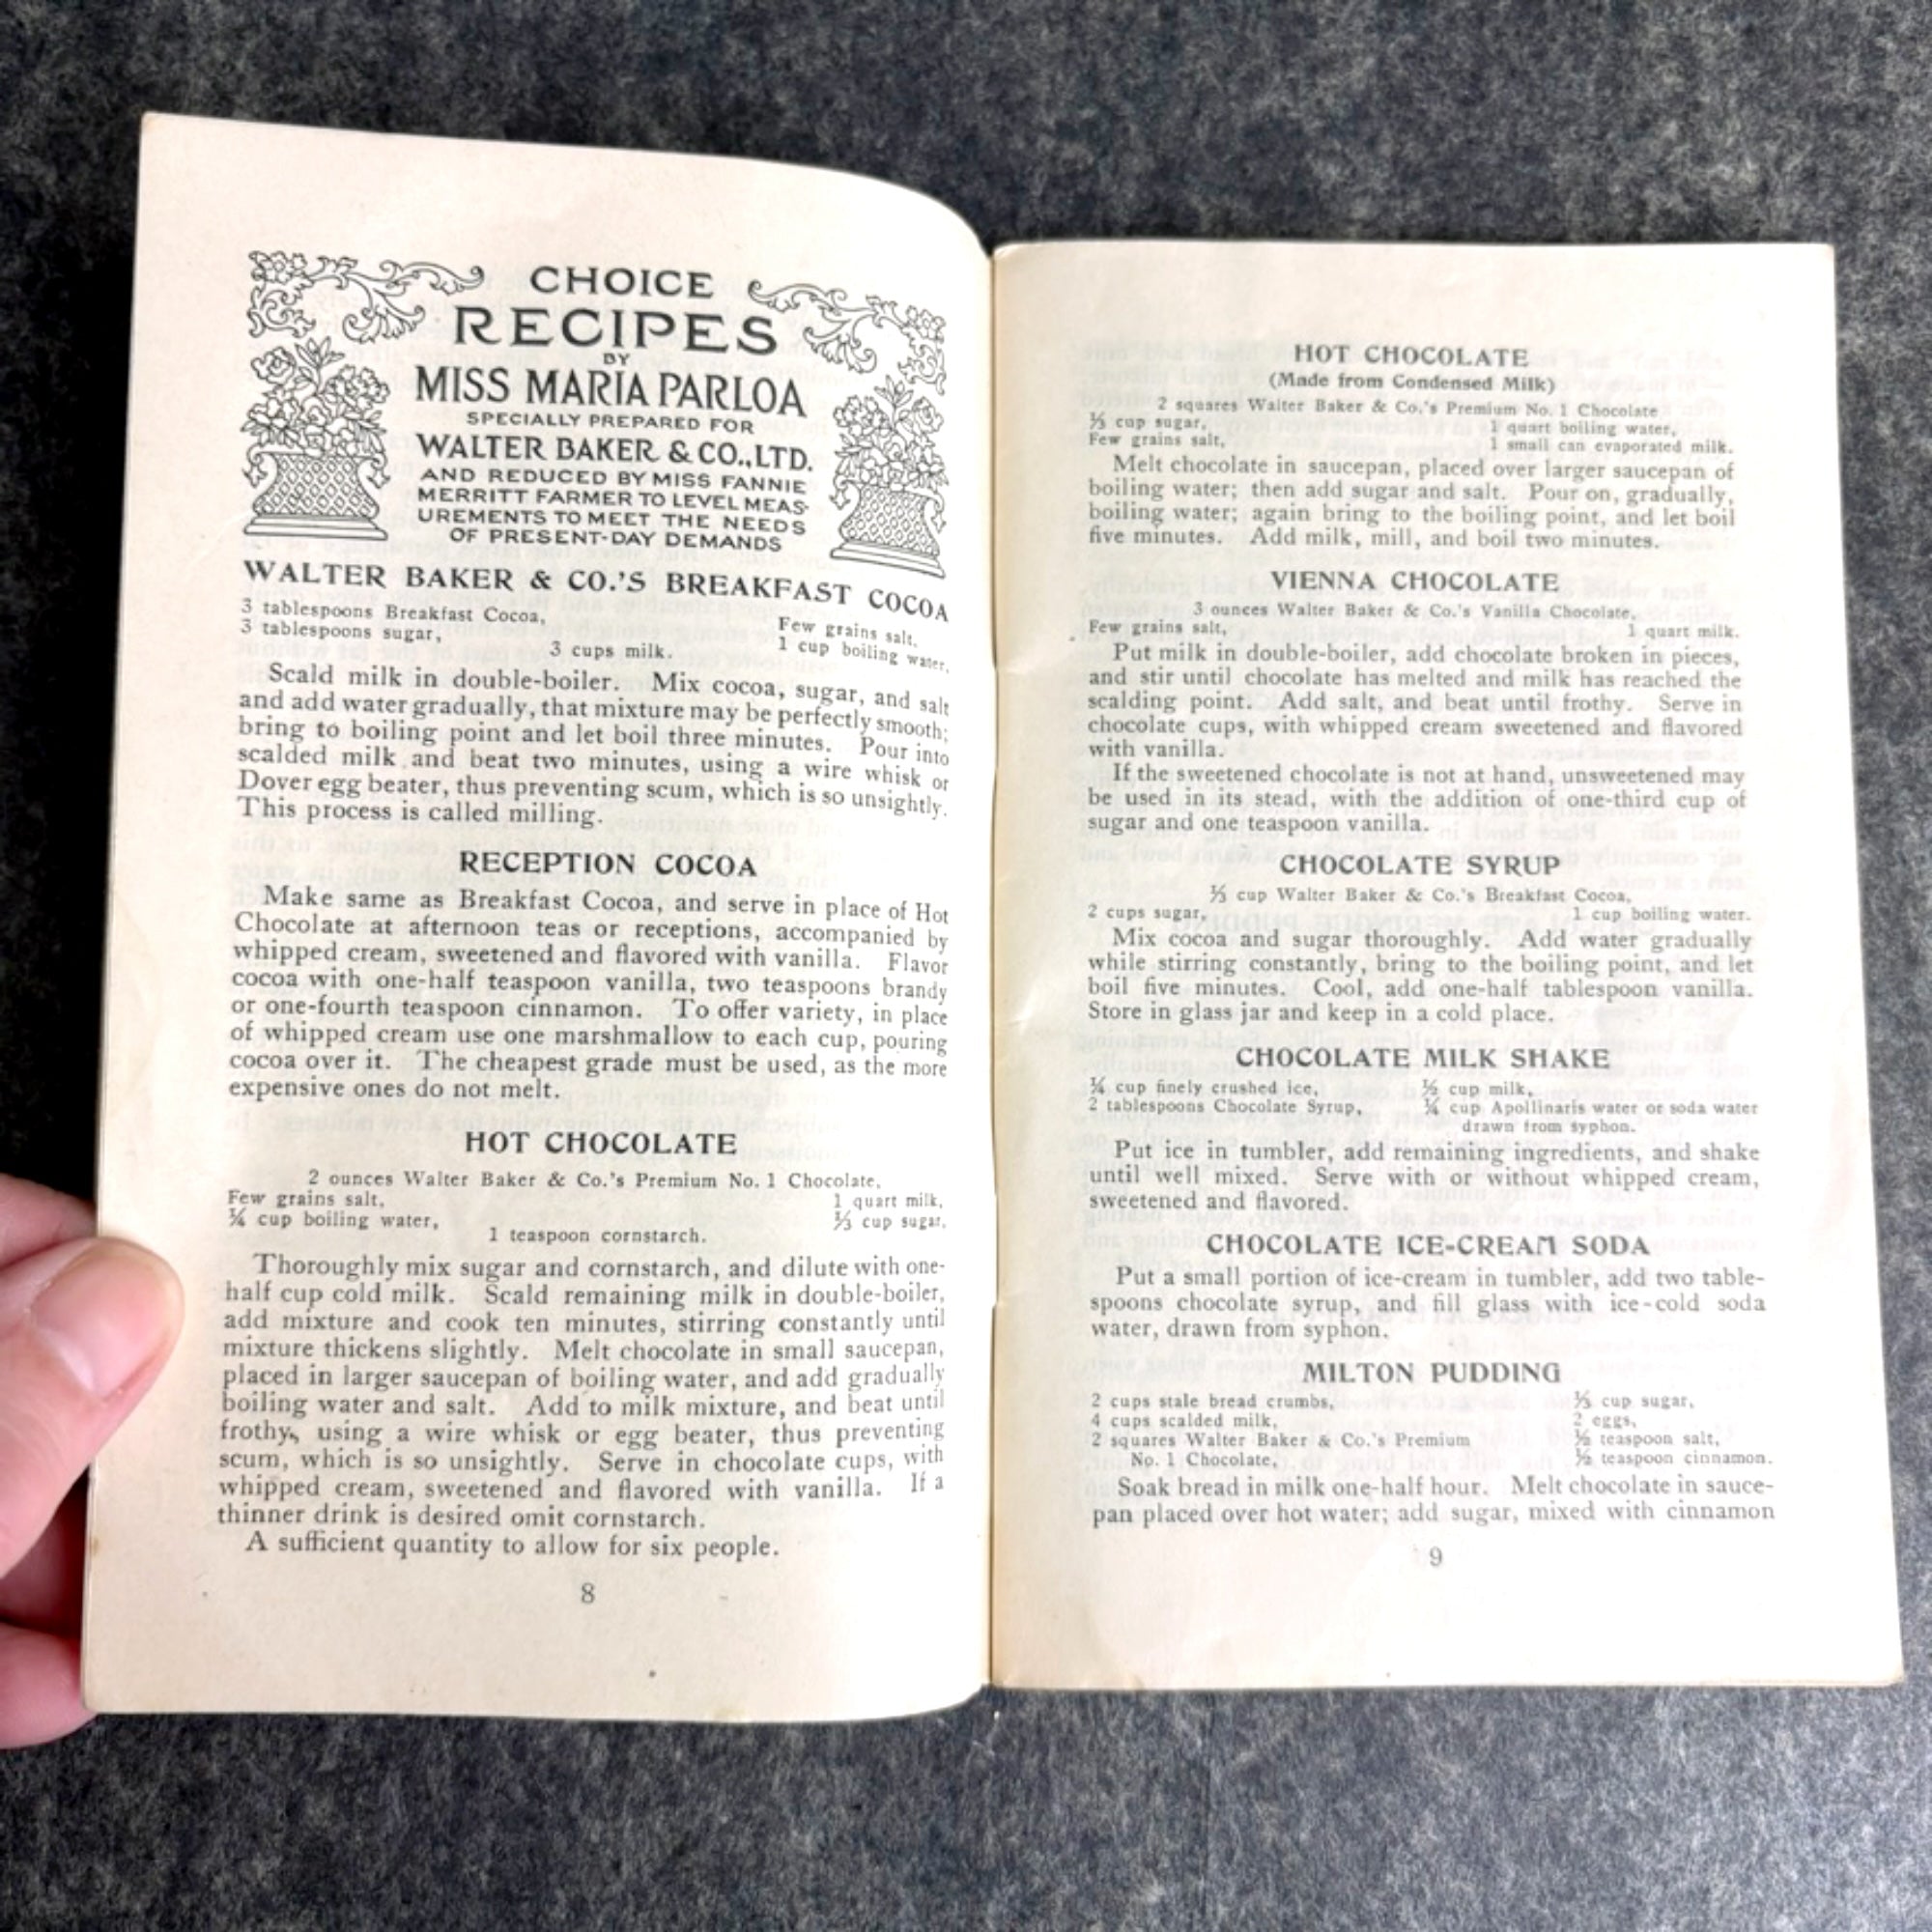 CHOICE
RECIPES
BY
MISS MARIA PARLOA
SPECIALLY PREPARED FOR
WALTER BAKER & CO., LTD.
AND REDUCED BY MISS FANNIE
MERRITT FARMER TO LEVEL MEAS-
UREMENTS TO MEET THE NEEDS
OF PRESENT-DAY DEMANDS
WALTER BAKER & CO.'S BREAKFAST COCOA
3 tablespoons Breakfast Cocoa, Few grains salt,
3 tablespoons sugar, 1 cup boiling water,
3 cups milk.
Scald milk in double-boiler. Mix cocoa, sugar, and salt
and add water gradually, that mixture may be perfectly smooth;
bring to boiling point and let boil three minutes. Pour into
scalded milk and beat two minutes, using a wire whisk or
Dover egg beater, thus preventing scum, which is so unsightly.
This process is called milling.
RECEPTION COCOA
Make same as Breakfast Cocoa, and serve in place of Hot
Chocolate at afternoon teas or receptions, accompanied by
whipped cream, sweetened and flavored with vanilla. Flavor
cocoa with one-half teaspoon vanilla, two teaspoons brandy
or one-fourth teaspoon cinnamon. To offer variety, in place
of whipped cream use one marshmallow to each cup, pouring
cocoa over it. The cheapest grade must be used, as the more
expensive ones do not melt.
HOT CHOCOLATE
2 ounces Walter Baker & Co.'s Premium No. 1 Chocolate,
Few grains salt, 1 quart milk,
¼ cup boiling water, ⅓ cup sugar,
1 teaspoon cornstarch.
Thoroughly mix sugar and cornstarch, and dilute with one-
half cup cold milk. Scald remaining milk in double-boiler,
add mixture and cook ten minutes, stirring constantly until
mixture thickens slightly. Melt chocolate in small saucepan,
placed in larger saucepan of boiling water, and add gradually
boiling water and salt. Add to milk mixture, and beat until
frothy, using a wire whisk or egg beater, thus preventing
scum, which is so unsightly. Serve in chocolate cups, with
whipped cream, sweetened and flavored with vanilla. If a
thinner drink is desired omit cornstarch.
A sufficient quantity to allow for six people.
8
HOT CHOCOLATE
(Made from Condensed Milk)
2 squares Walter Baker & Co.'s Premium No. 1 Chocolate
⅓ cup sugar, 1 quart boiling water,
Few grains salt, 1 small can evaporated milk.
Melt chocolate in saucepan, placed over larger saucepan of
boiling water; then add sugar and salt. Pour on, gradually,
boiling water; again bring to the boiling point, and let boil
five minutes. Add milk, mill, and boil two minutes.
VIENNA CHOCOLATE
3 ounces Walter Baker & Co.'s Vanilla Chocolate,
Few grains salt, 1 quart milk.
Put milk in double-boiler, add chocolate broken in pieces,
and stir until chocolate has melted and milk has reached the
scalding point. Add salt, and beat until frothy. Serve in
chocolate cups, with whipped cream sweetened and flavored
with vanilla.
If the sweetened chocolate is not at hand, unsweetened may
be used in its stead, with the addition of one-third cup of
sugar and one teaspoon vanilla.
CHOCOLATE SYRUP
⅓ cup Walter Baker & Co.'s Breakfast Cocoa,
2 cups sugar, 1 cup boiling water.
Mix cocoa and sugar thoroughly. Add water gradually
while stirring constantly, bring to the boiling point, and let
boil five minutes. Cool, add one-half tablespoon vanilla.
Store in glass jar and keep in a cold place.
CHOCOLATE MILK SHAKE
¼ cup finely crushed ice, ½ cup milk,
2 tablespoons Chocolate Syrup, ¼ cup Apollinaris water or soda water
drawn from syphon.
Put ice in tumbler, add remaining ingredients, and shake
until well mixed. Serve with or without whipped cream,
sweetened and flavored.
CHOCOLATE ICE-CREAM SODA
Put a small portion of ice-cream in tumbler, add two table-
spoons chocolate syrup, and fill glass with ice-cold soda
water, drawn from syphon.
MILTON PUDDING
2 cups stale bread crumbs, ⅔ cup sugar,
4 cups scalded milk, 2 eggs,
2 squares Walter Baker & Co.'s Premium ½ teaspoon salt,
No. 1 Chocolate, ½ teaspoon cinnamon.
Soak bread in milk one-half hour. Melt chocolate in sauce-
pan placed over hot water; add sugar, mixed with cinnamon
9